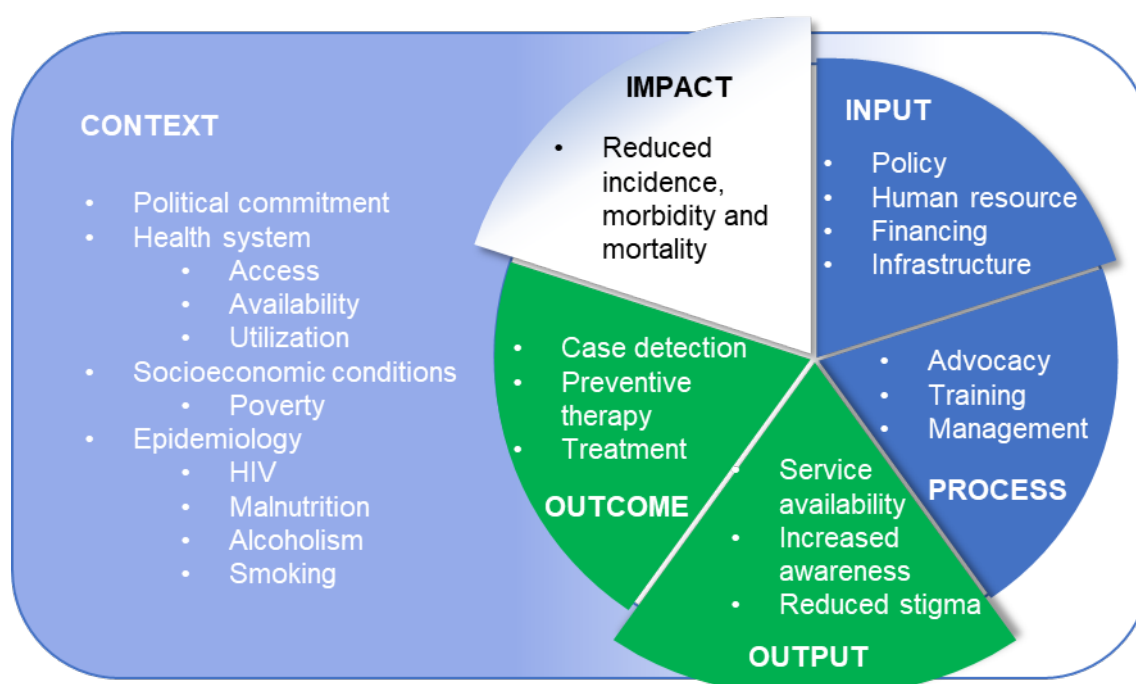 CONTEXT
• Political commitment
• Health system
• Access
• Availability
• Utilization
• Socioeconomic conditions
• Poverty
• Epidemiology
• HIV
• Malnutrition
• Alcoholism
• Smoking
IMPACT
• Reduced
incidence,
morbidity and
mortality
INPUT
• Policy
• Human resource
• Financing
• Infrastructure
• Advocacy
• Training
• Management
PROCESS
• Service
availability
• Increased
awareness
• Reduced stigma
OUTPUT
• Case detection
• Preventive
therapy
• Treatment
OUTCOME